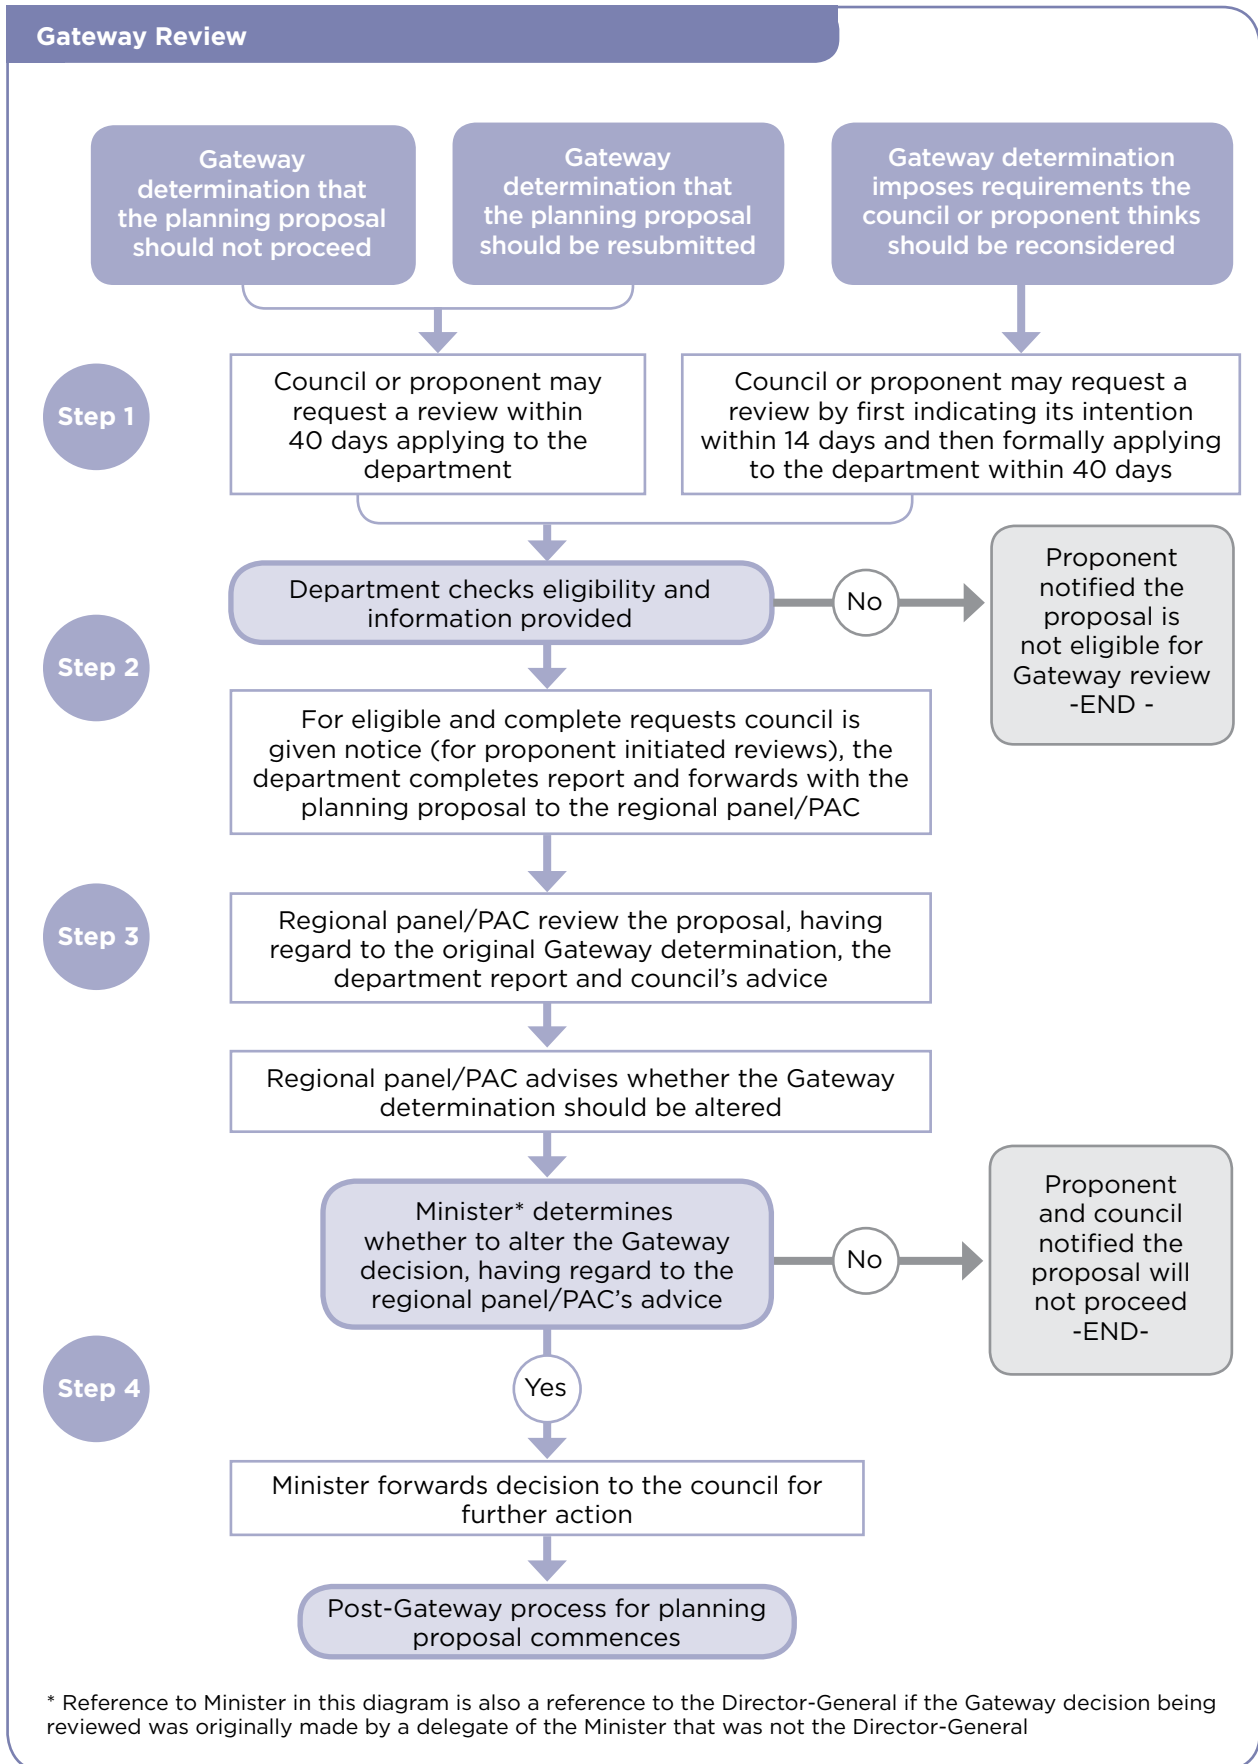 Gateway Review
Gateway
determination that
the planning proposal
should not proceed
Gateway
determination that
the planning proposal
should be resubmitted
Gateway determination
imposes requirements the
council or proponent thinks
should be reconsidered
Step 1
Council or proponent may
request a review within
40 days applying to the
department
Council or proponent may request a
review by first indicating its intention
within 14 days and then formally applying
to the department within 40 days
Step 2
Department checks eligibility and
information provided
No
Proponent
notified the
proposal is
not eligible for
Gateway review
-END -
For eligible and complete requests council is
given notice (for proponent initiated reviews), the
department completes report and forwards with the
planning proposal to the regional panel/PAC
Step 3
Regional panel/PAC review the proposal, having
regard to the original Gateway determination, the
department report and council’s advice
Regional panel/PAC advises whether the Gateway
determination should be altered
Minister* determines
whether to alter the Gateway
decision, having regard to the
regional panel/PAC’s advice
No
Proponent
and council
notified the
proposal will
not proceed
-END-
Step 4
Yes
Minister forwards decision to the council for
further action
Post-Gateway process for planning
proposal commences
* Reference to Minister in this diagram is also a reference to the Director-General if the Gateway decision being
reviewed was originally made by a delegate of the Minister that was not the Director-General